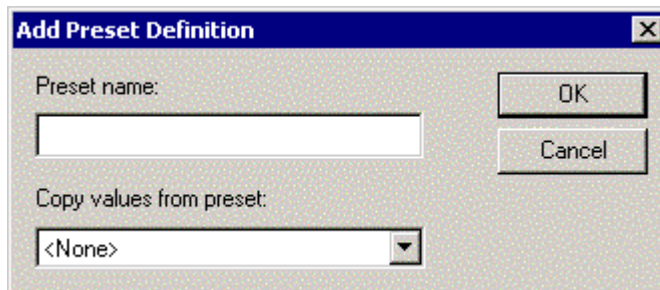 Add Preset Definition
Preset name:
OK
Cancel
Copy values from preset:
<None>